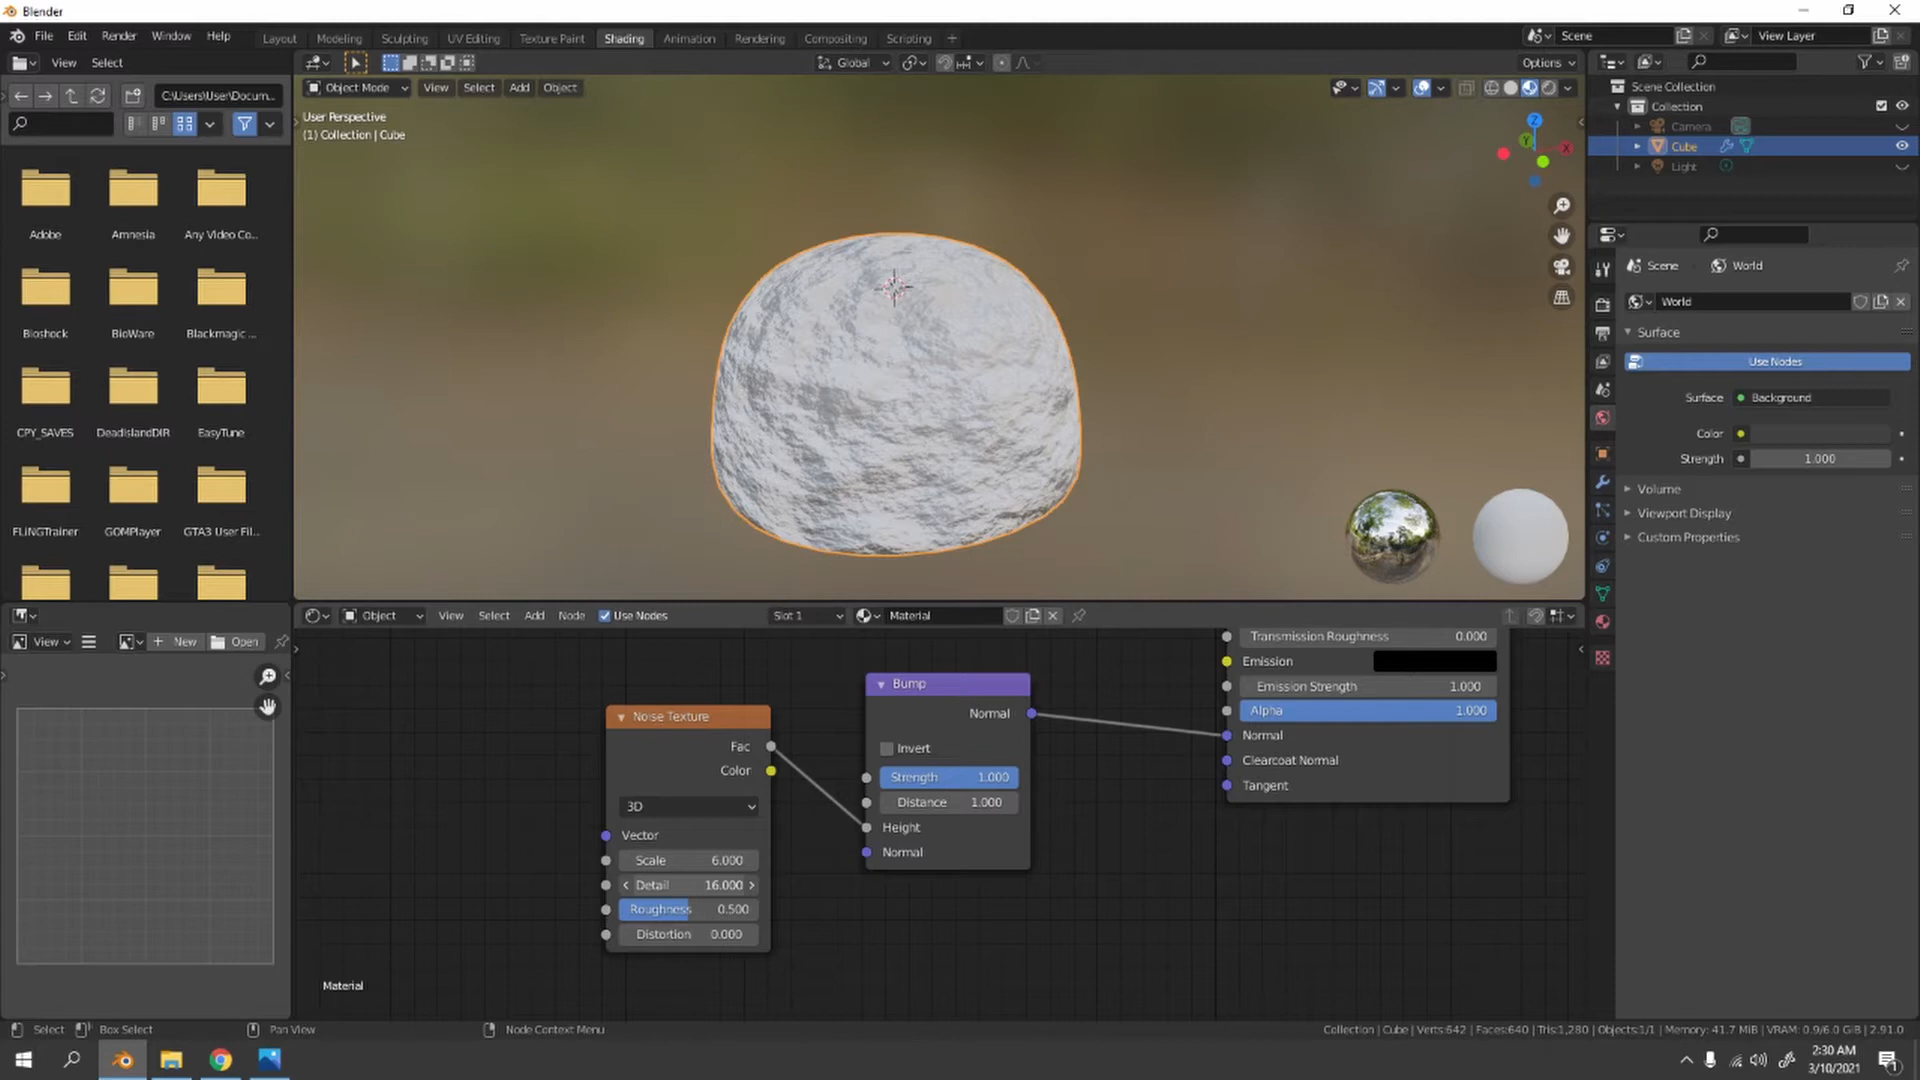 Blender
File Edit Render Window Help
Layout Modeling Sculpting UV Editing Texture Paint Shading Animation Rendering Compositing Scripting +
Scene View Layer
View Select
Global
Options
C:\Users\User\Docum...
Object Mode View Select Add Object
User Perspective
(1) Collection | Cube
Z
Y
X
Adobe Amnesia Any Video Co...
Bioshock BioWare Blackmagic ...
CPY_SAVES DeadIslandDIR EasyTune
FLiNGTrainer GOMPlayer GTA3 User Fil...
Scene Collection
Collection
Camera
Cube
Light
Scene World
World
Surface
Use Nodes
Surface Background
Color
Strength 1.000
Volume
Viewport Display
Custom Properties
View New Open
Object View Select Add Node Use Nodes Slot 1 Material
Noise Texture
Fac
Color
3D
Vector
Scale 6.000
Detail 16.000
Roughness 0.500
Distortion 0.000
Bump
Normal
Invert
Strength 1.000
Distance 1.000
Height
Normal
Transmission Roughness 0.000
Emission
Emission Strength 1.000
Alpha 1.000
Normal
Clearcoat Normal
Tangent
Material
Select Box Select Pan View Node Context Menu
Collection | Cube | Verts:642 | Faces:640 | Tris:1,280 | Objects:1/1 | Memory: 41.7 MiB | VRAM: 0.9/6.0 GiB | 2.91.0
2:30 AM
3/10/2021
1